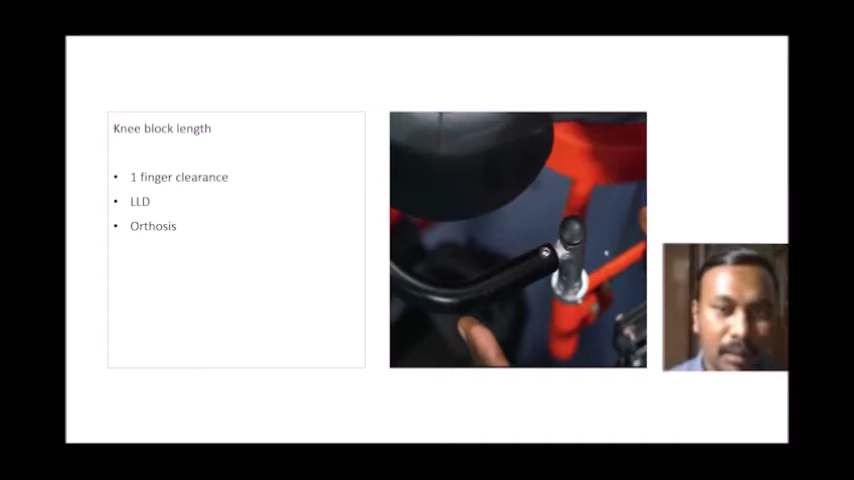 Knee block length
• 1 finger clearance
• LLD
• Orthosis